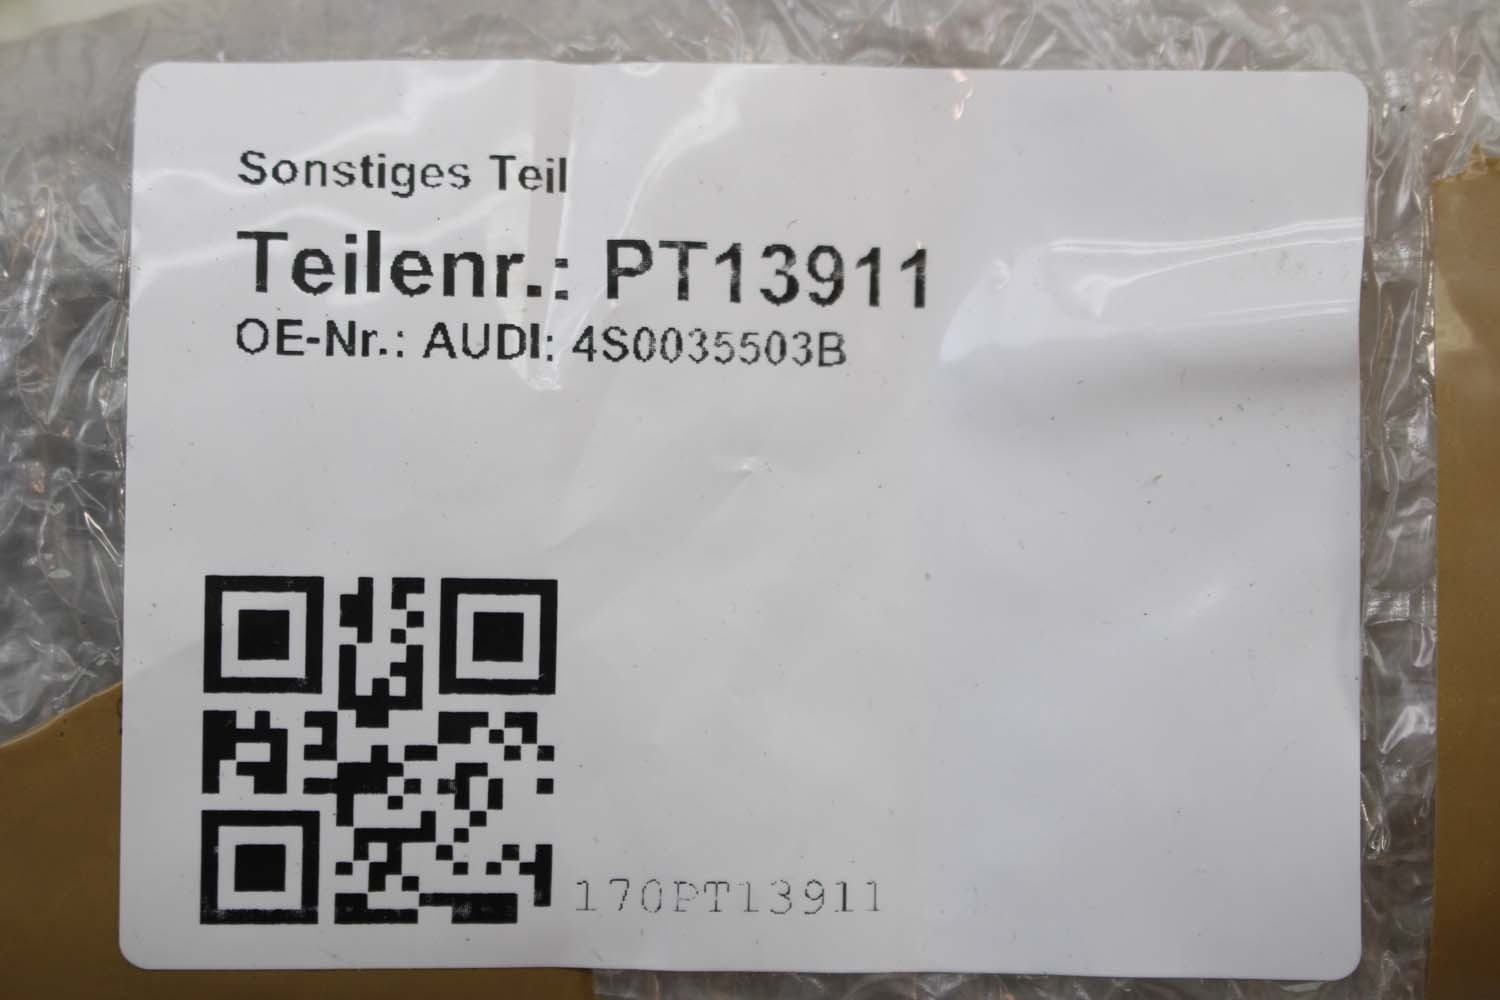 Sonstiges Teil
Teilenr.: PT13911
OE-Nr.: AUDI: 4S0035503B
170PT13911